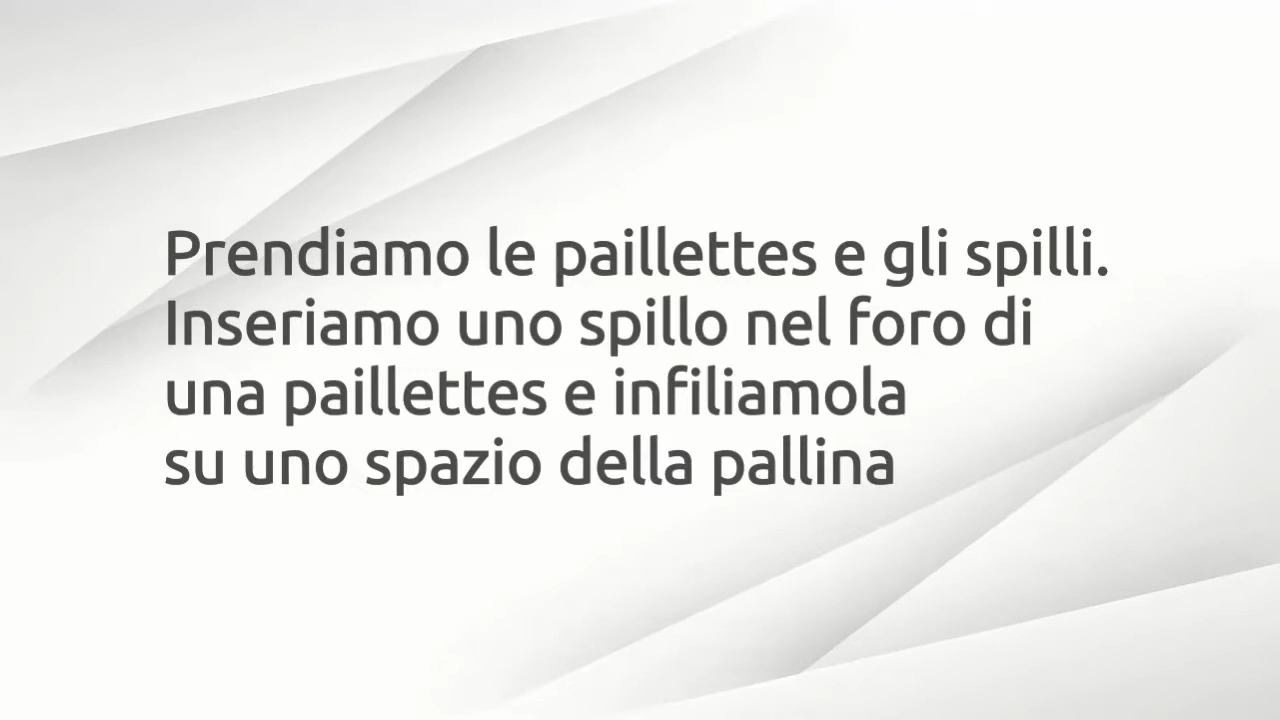 Prendiamo le paillettes e gli spilli.
Inseriamo uno spillo nel foro di
una paillettes e infiliamola
su uno spazio della pallina